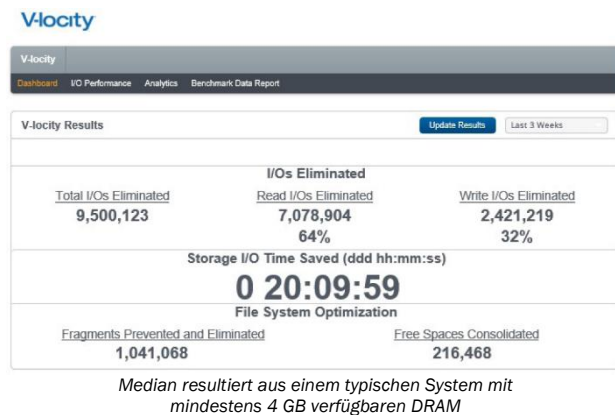 V-locity
V-locity
Dashboard I/O Performance Analytics Benchmark Data Report
V-locity Results Update Results Last 3 Weeks
I/Os Eliminated
Total I/Os Eliminated Read I/Os Eliminated Write I/Os Eliminated
9,500,123 7,078,904 2,421,219
64% 32%
Storage I/O Time Saved (ddd hh:mm:ss)
0 20:09:59
File System Optimization
Fragments Prevented and Eliminated Free Spaces Consolidated
1,041,068 216,468
Median resultiert aus einem typischen System mit
mindestens 4 GB verfügbaren DRAM